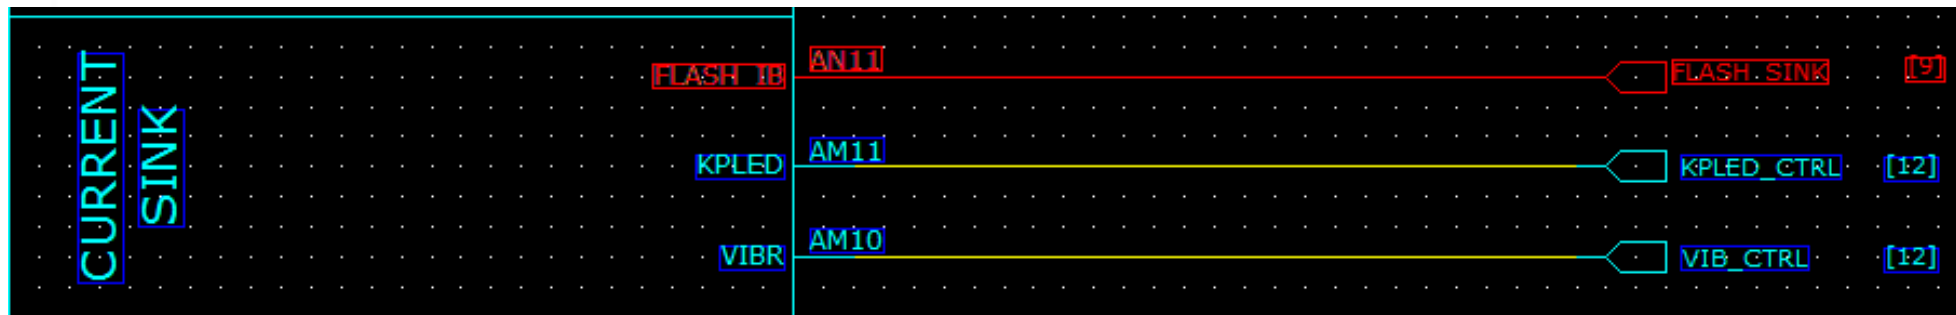 CURRENT
SINK
FLASH_IB AN11 FLASH_SINK [9]
KPLED AM11 KPLED_CTRL [12]
VIBR AM10 VIB_CTRL [12]